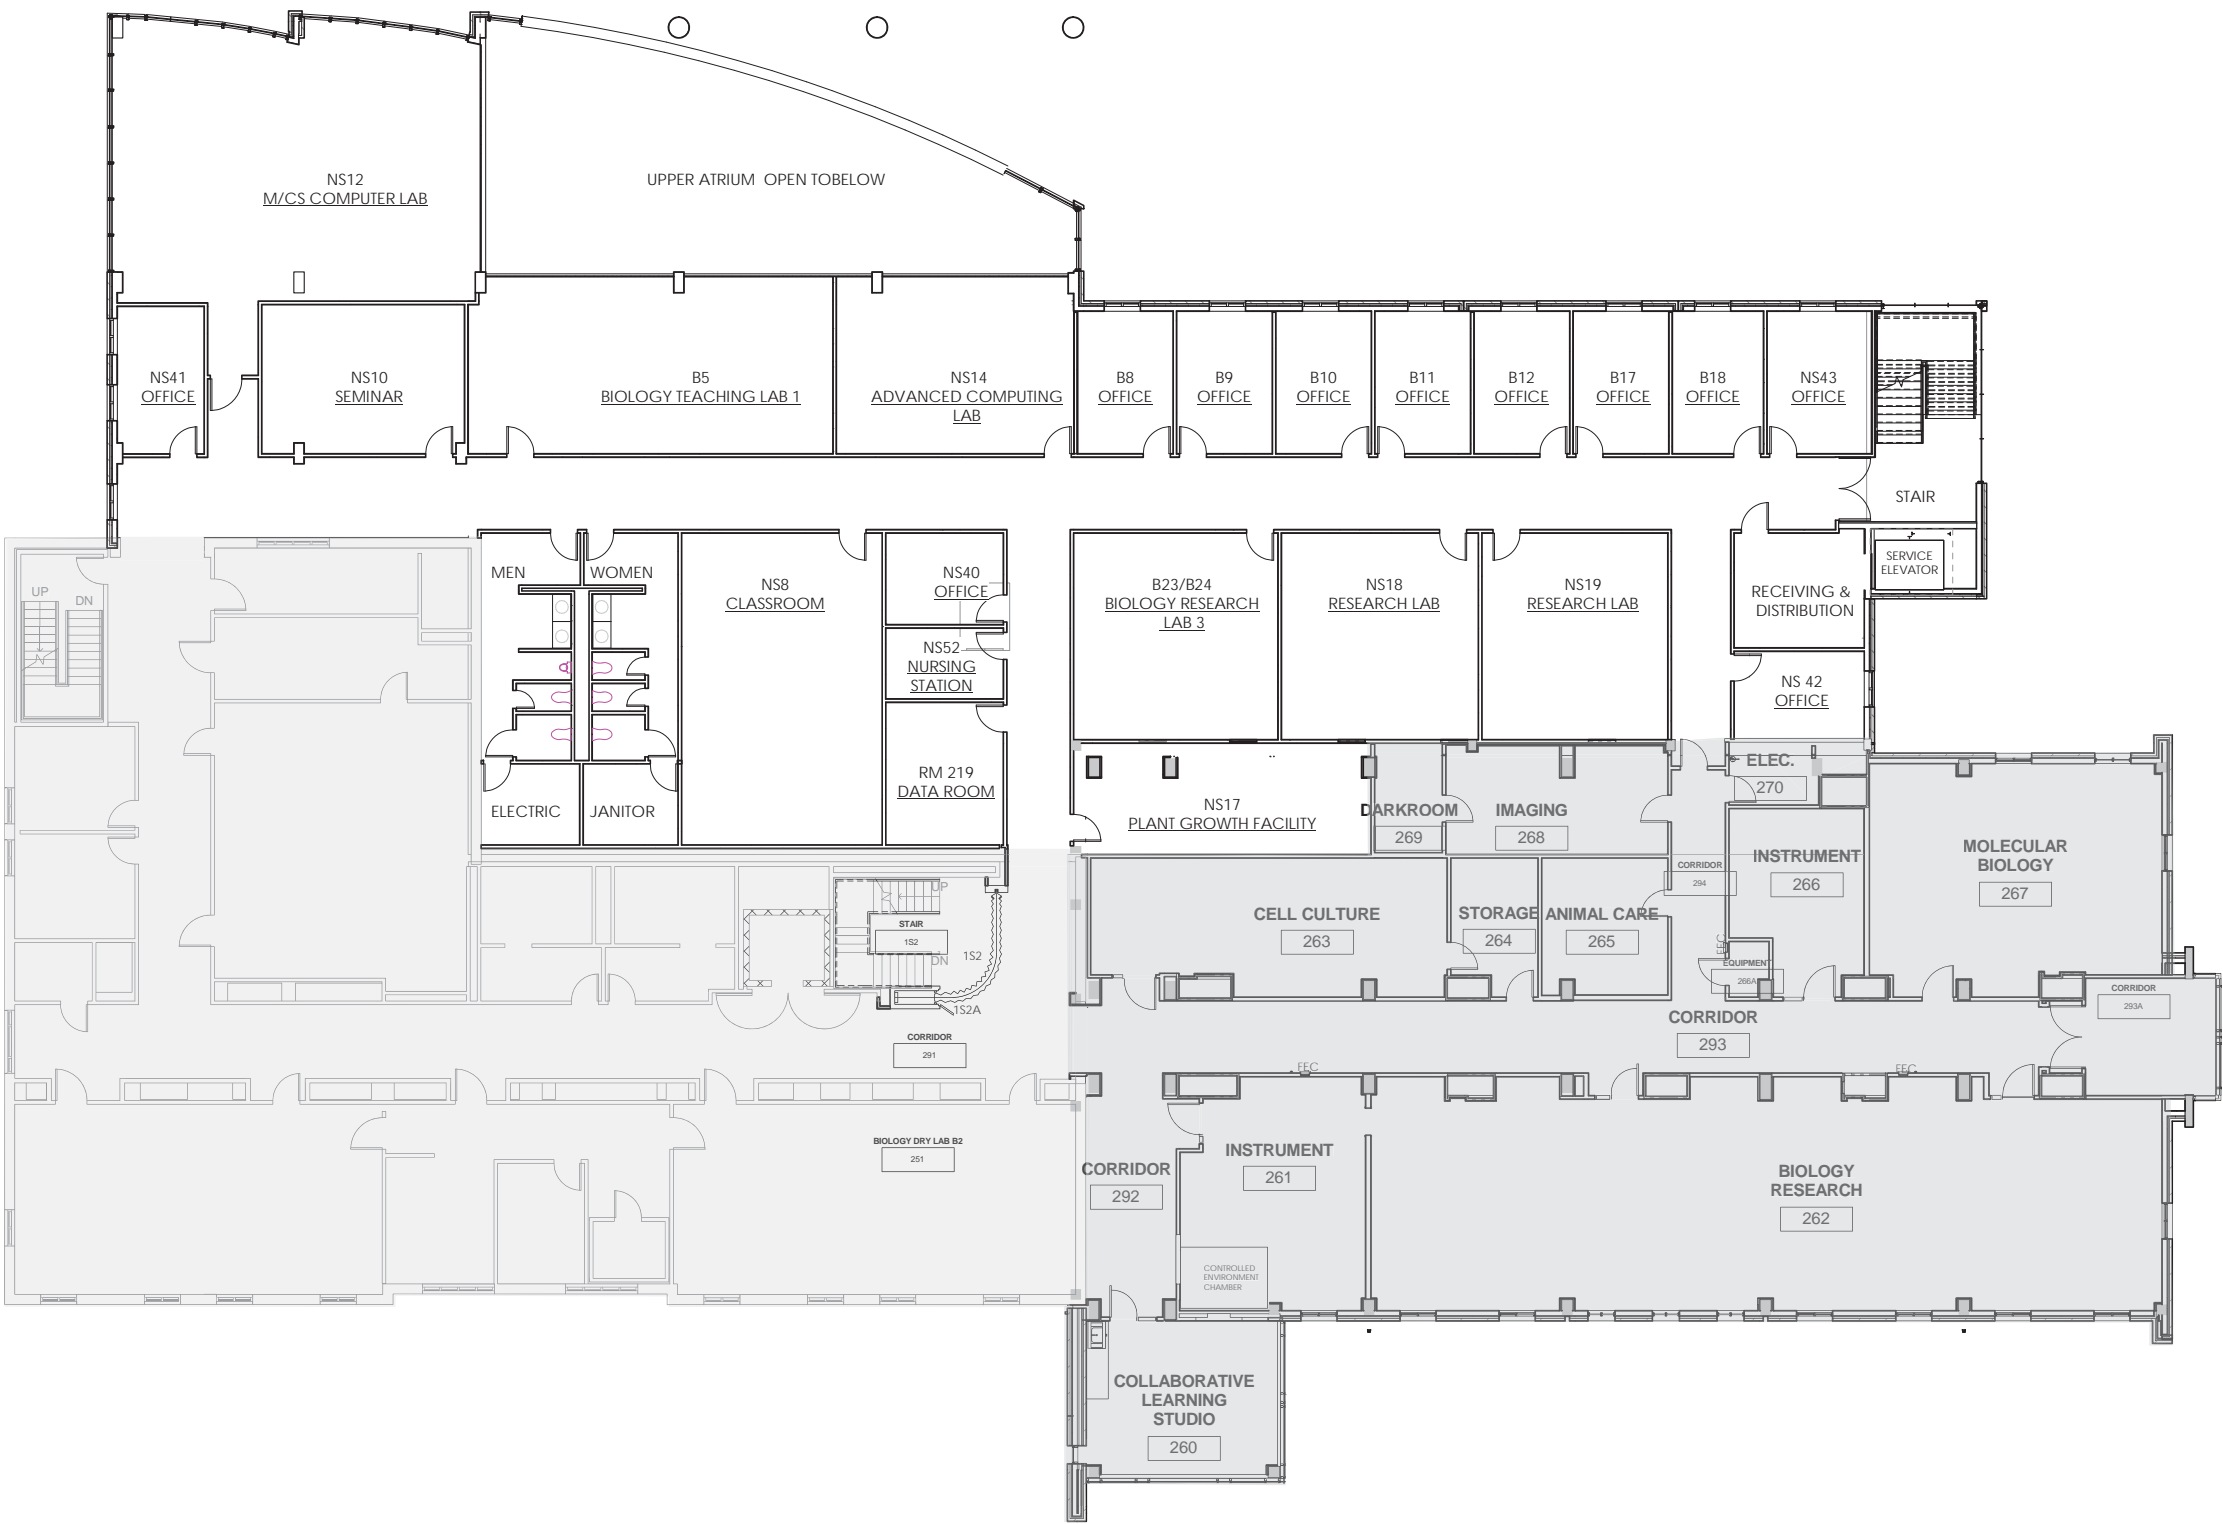 NS12
M/CS COMPUTER LAB
UPPER ATRIUM OPEN TOBELOW
NS41
OFFICE
NS10
SEMINAR
B5
BIOLOGY TEACHING LAB 1
NS14
ADVANCED COMPUTING
LAB
B8
OFFICE
B9
OFFICE
B10
OFFICE
B11
OFFICE
B12
OFFICE
B17
OFFICE
B18
OFFICE
NS43
OFFICE
STAIR
SERVICE
ELEVATOR
UP
DN
MEN
WOMEN
NS8
CLASSROOM
NS40
OFFICE
NS52
NURSING
STATION
RM 219
DATA ROOM
ELECTRIC
JANITOR
B23/B24
BIOLOGY RESEARCH
LAB 3
NS18
RESEARCH LAB
NS19
RESEARCH LAB
RECEIVING &
DISTRIBUTION
NS 42
OFFICE
NS17
PLANT GROWTH FACILITY
DARKROOM
269
IMAGING
268
ELEC.
270
CORRIDOR
294
INSTRUMENT
266
MOLECULAR
BIOLOGY
267
CELL CULTURE
263
STORAGE
264
ANIMAL CARE
265
FEC
EQUIPMENT
266A
UP
STAIR
1S2
DN
1S2
1S2A
CORRIDOR
291
CORRIDOR
293
CORRIDOR
293A
FEC
FEC
BIOLOGY DRY LAB B2
251
CORRIDOR
292
INSTRUMENT
261
BIOLOGY
RESEARCH
262
CONTROLLED
ENVIRONMENT
CHAMBER
COLLABORATIVE
LEARNING
STUDIO
260